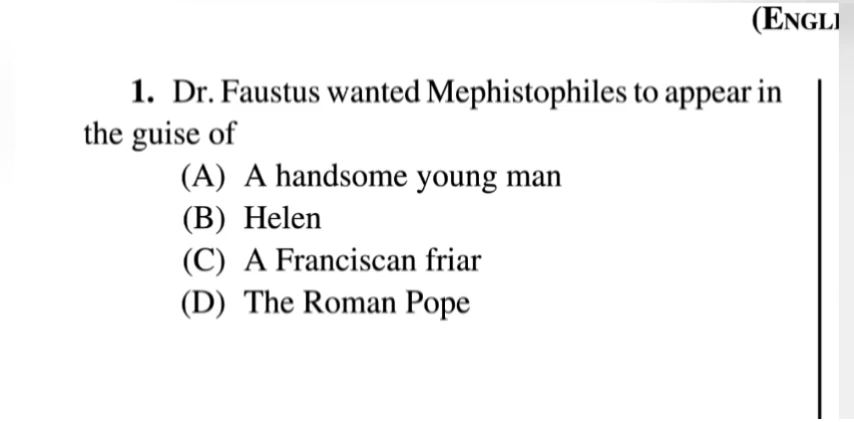 (ENGLI
1. Dr. Faustus wanted Mephistophiles to appear in
the guise of
(A) A handsome young man
(B) Helen
(C) A Franciscan friar
(D) The Roman Pope